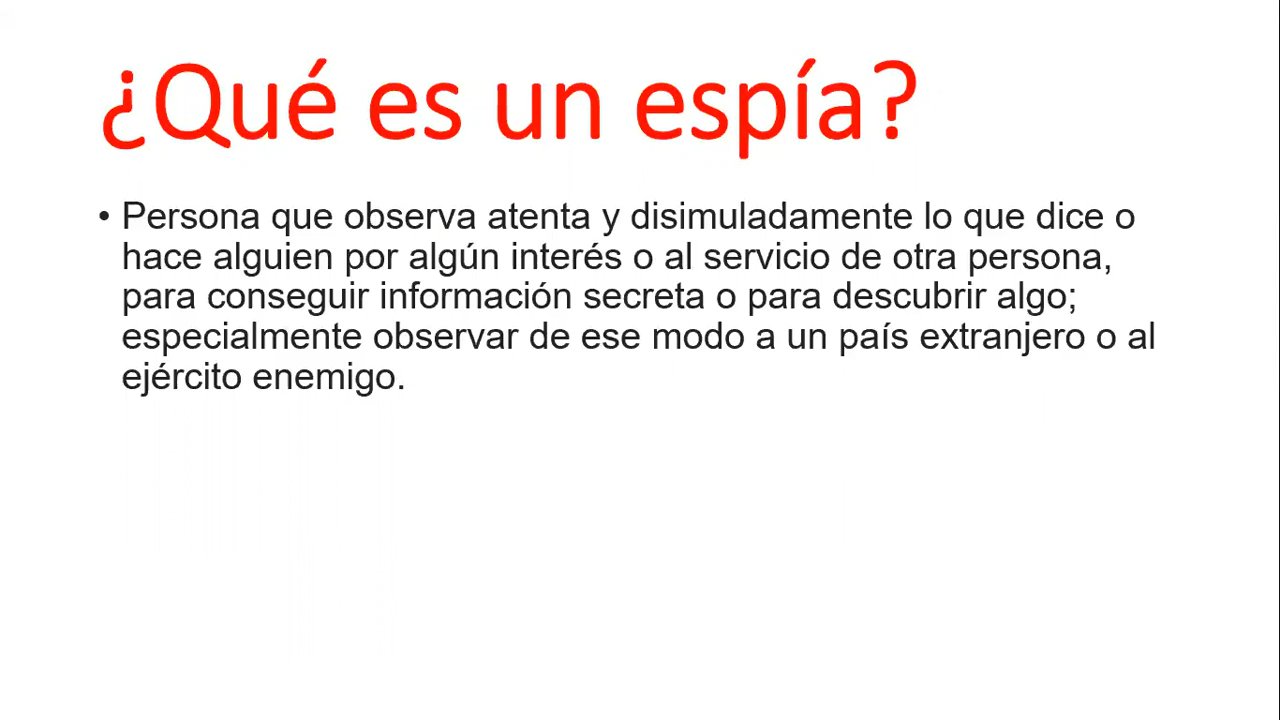 ¿Qué es un espía?
• Persona que observa atenta y disimuladamente lo que dice o
hace alguien por algún interés o al servicio de otra persona,
para conseguir información secreta o para descubrir algo;
especialmente observar de ese modo a un país extranjero o al
ejército enemigo.